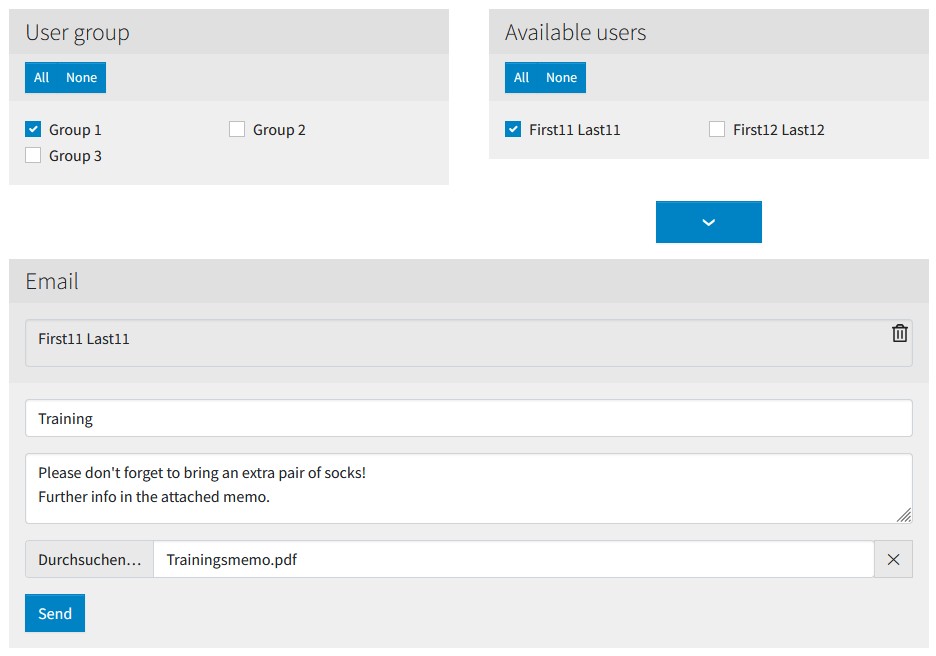 User group
All None
Group 1
Group 2
Group 3
Available users
All None
First11 Last11
First12 Last12
Email
First11 Last11
Training
Please don't forget to bring an extra pair of socks!
Further info in the attached memo.
Durchsuchen… Trainingsmemo.pdf
Send